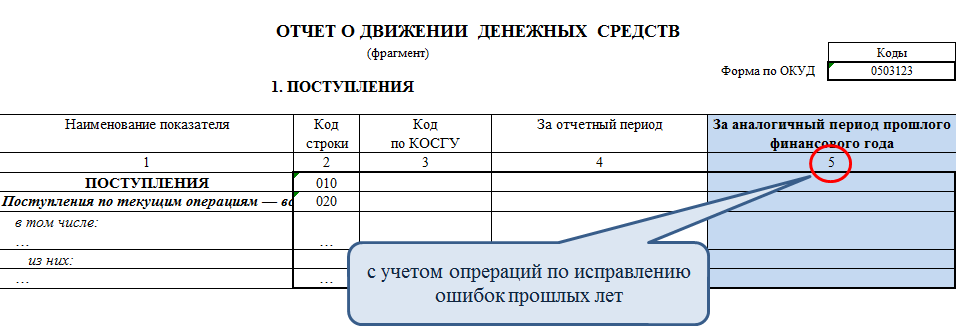 ОТЧЕТ О ДВИЖЕНИИ ДЕНЕЖНЫХ СРЕДСТВ
(фрагмент)
Коды
Форма по ОКУД 0503123
1. ПОСТУПЛЕНИЯ
Наименование показателя Код строки Код по КОСГУ За отчетный период За аналогичный период прошлого финансового года
1 2 3 4 5
ПОСТУПЛЕНИЯ 010
Поступления по текущим операциям — вс 020
в том числе:
… …
из них:
… …
с учетом опрераций по исправлению
ошибок прошлых лет